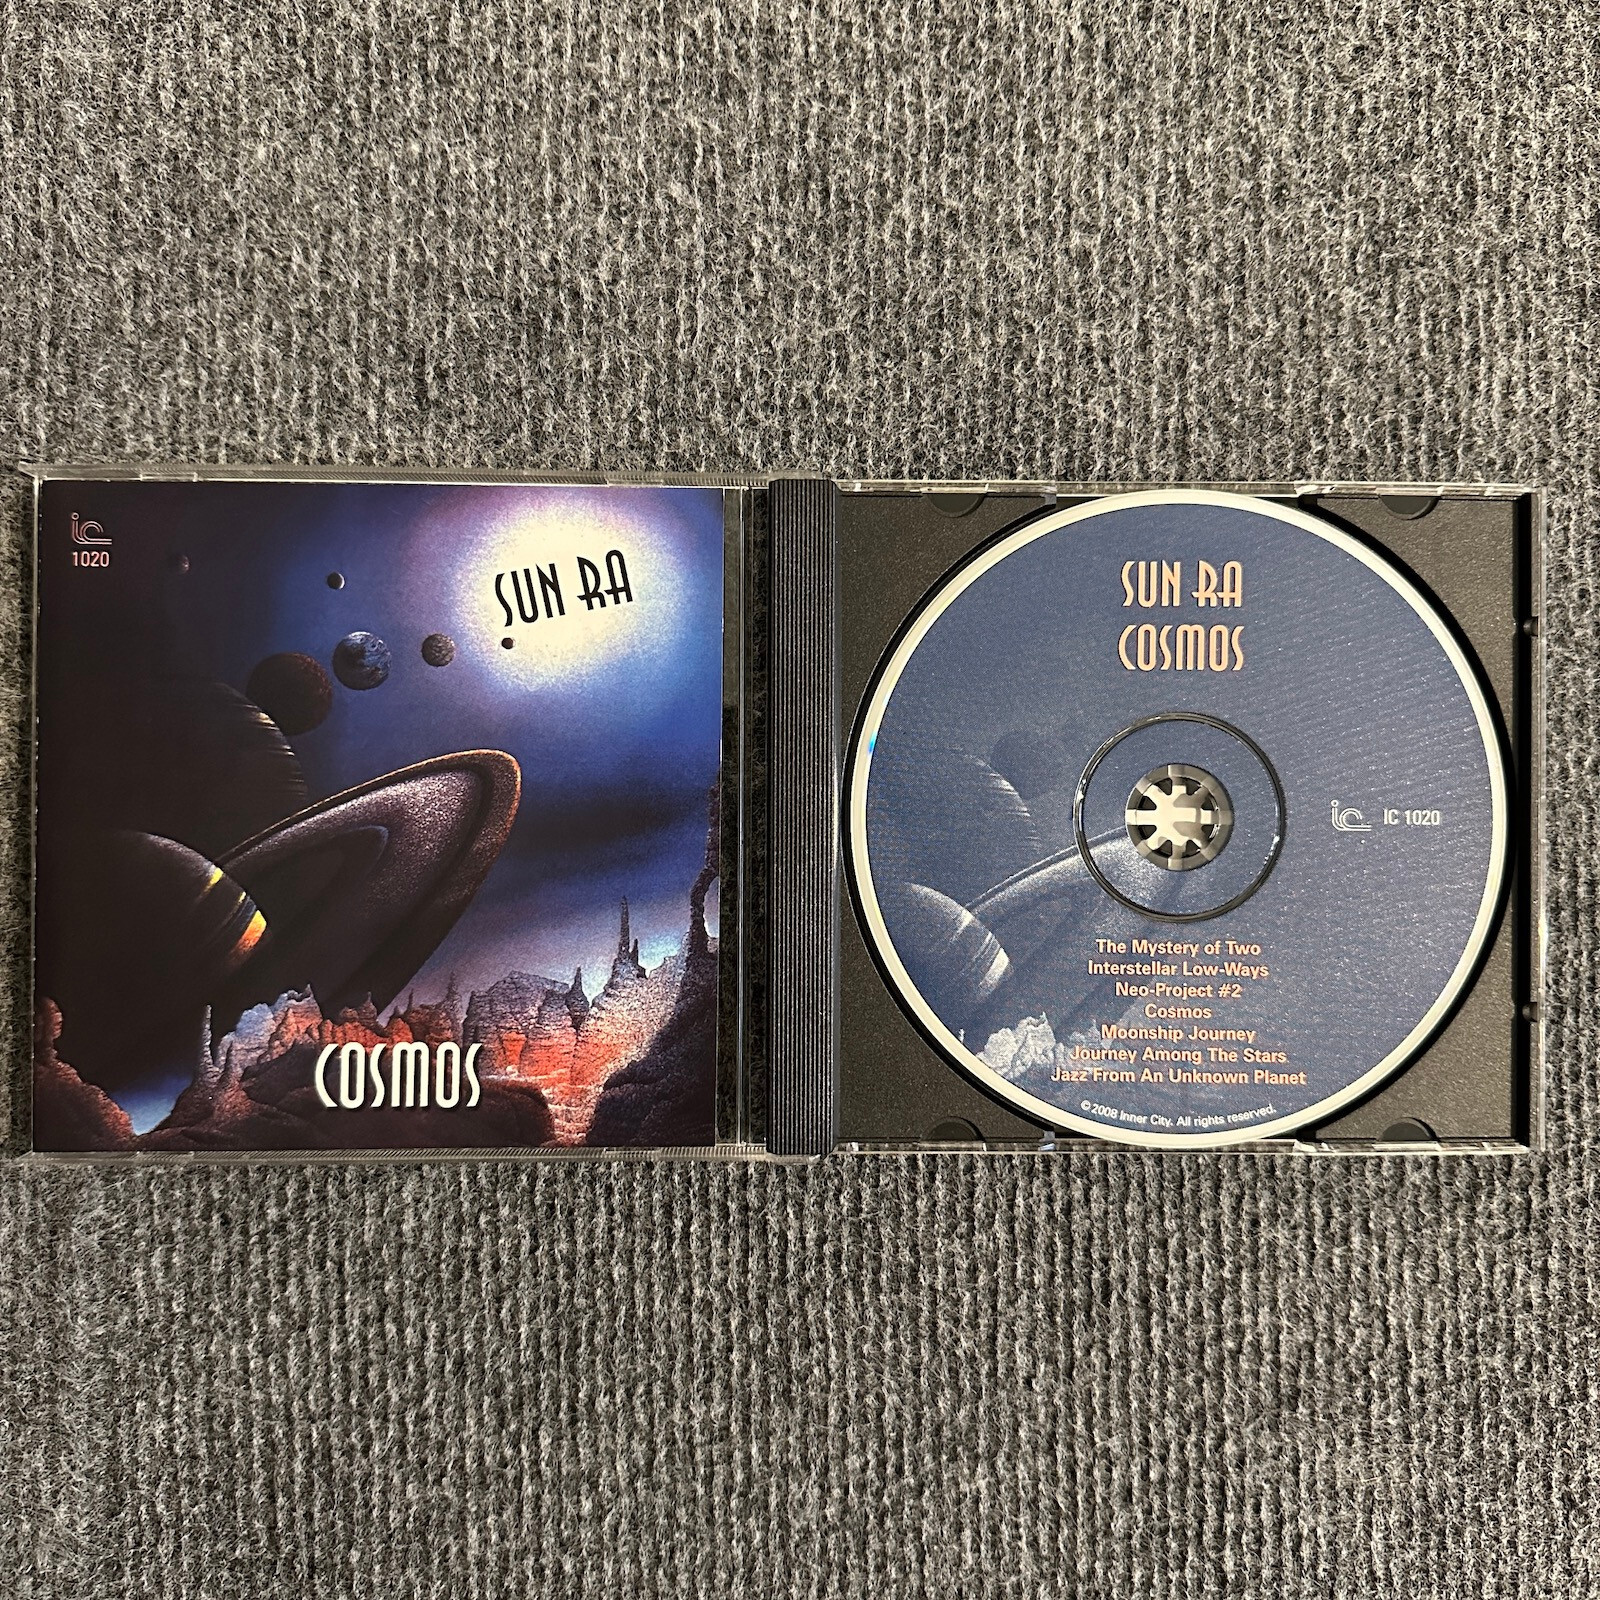 ic
1020
SUN RA
COSMOS
SUN RA
COSMOS
ic IC 1020
The Mystery of Two
Interstellar Low-Ways
Neo-Project #2
Cosmos
Moonship Journey
Journey Among The Stars
Jazz From An Unknown Planet
© 2008 Inner City. All rights reserved.